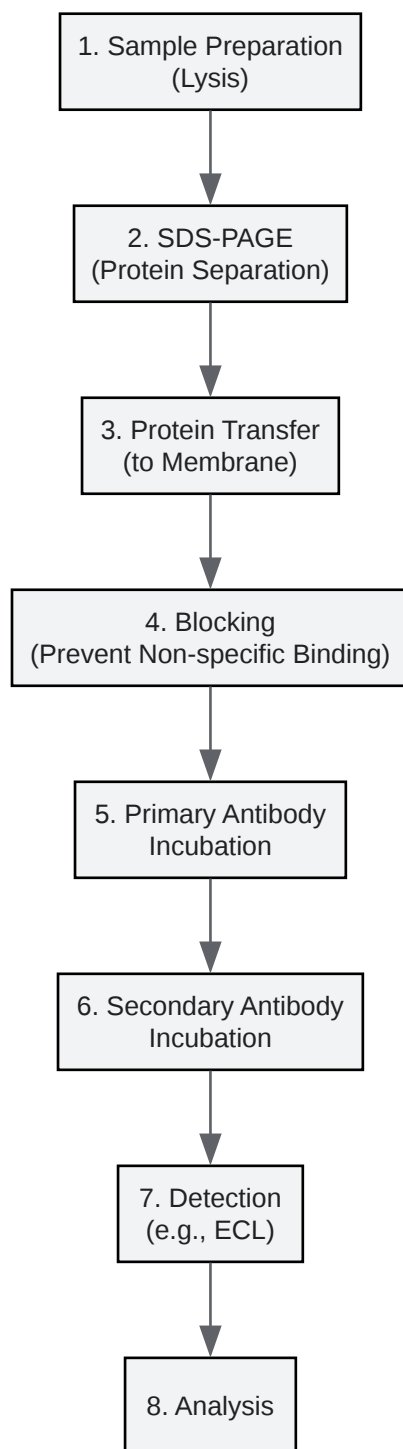 1. Sample Preparation
(Lysis)
2. SDS-PAGE
(Protein Separation)
3. Protein Transfer
(to Membrane)
4. Blocking
(Prevent Non-specific Binding)
5. Primary Antibody
Incubation
6. Secondary Antibody
Incubation
7. Detection
(e.g., ECL)
8. Analysis